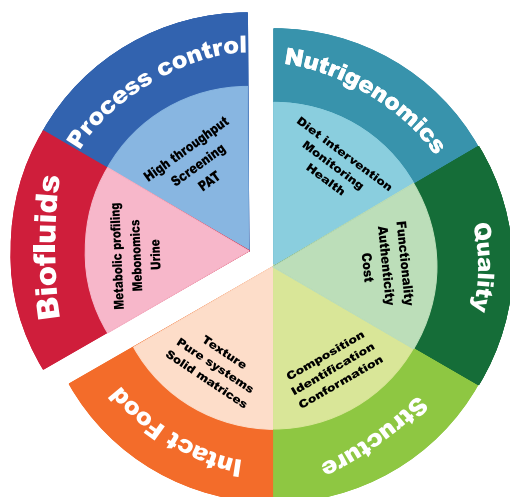 Process control
High throughput
Screening
PAT
Nutrigenomics
Diet intervention
Monitoring
Health
Quality
Functionality
Authenticity
Cost
Structure
Composition
Identification
Conformation
Intact Food
Texture
Pure systems
Solid matrices
Biofluids
Metabolic profiling
Mebonomics
Urine